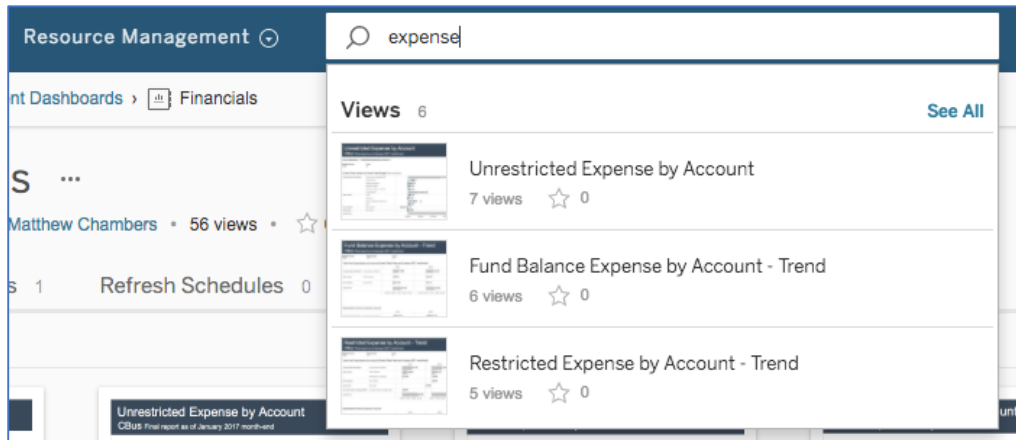 Resource Management
expense
nt Dashboards › Financials
Views 6
See All
Unrestricted Expense by Account
7 views 0
s ...
Matthew Chambers • 56 views •
Fund Balance Expense by Account - Trend
6 views 0
s 1 Refresh Schedules 0
Restricted Expense by Account - Trend
5 views 0
Unrestricted Expense by Account
CBus Final report as of January 2017 month-end